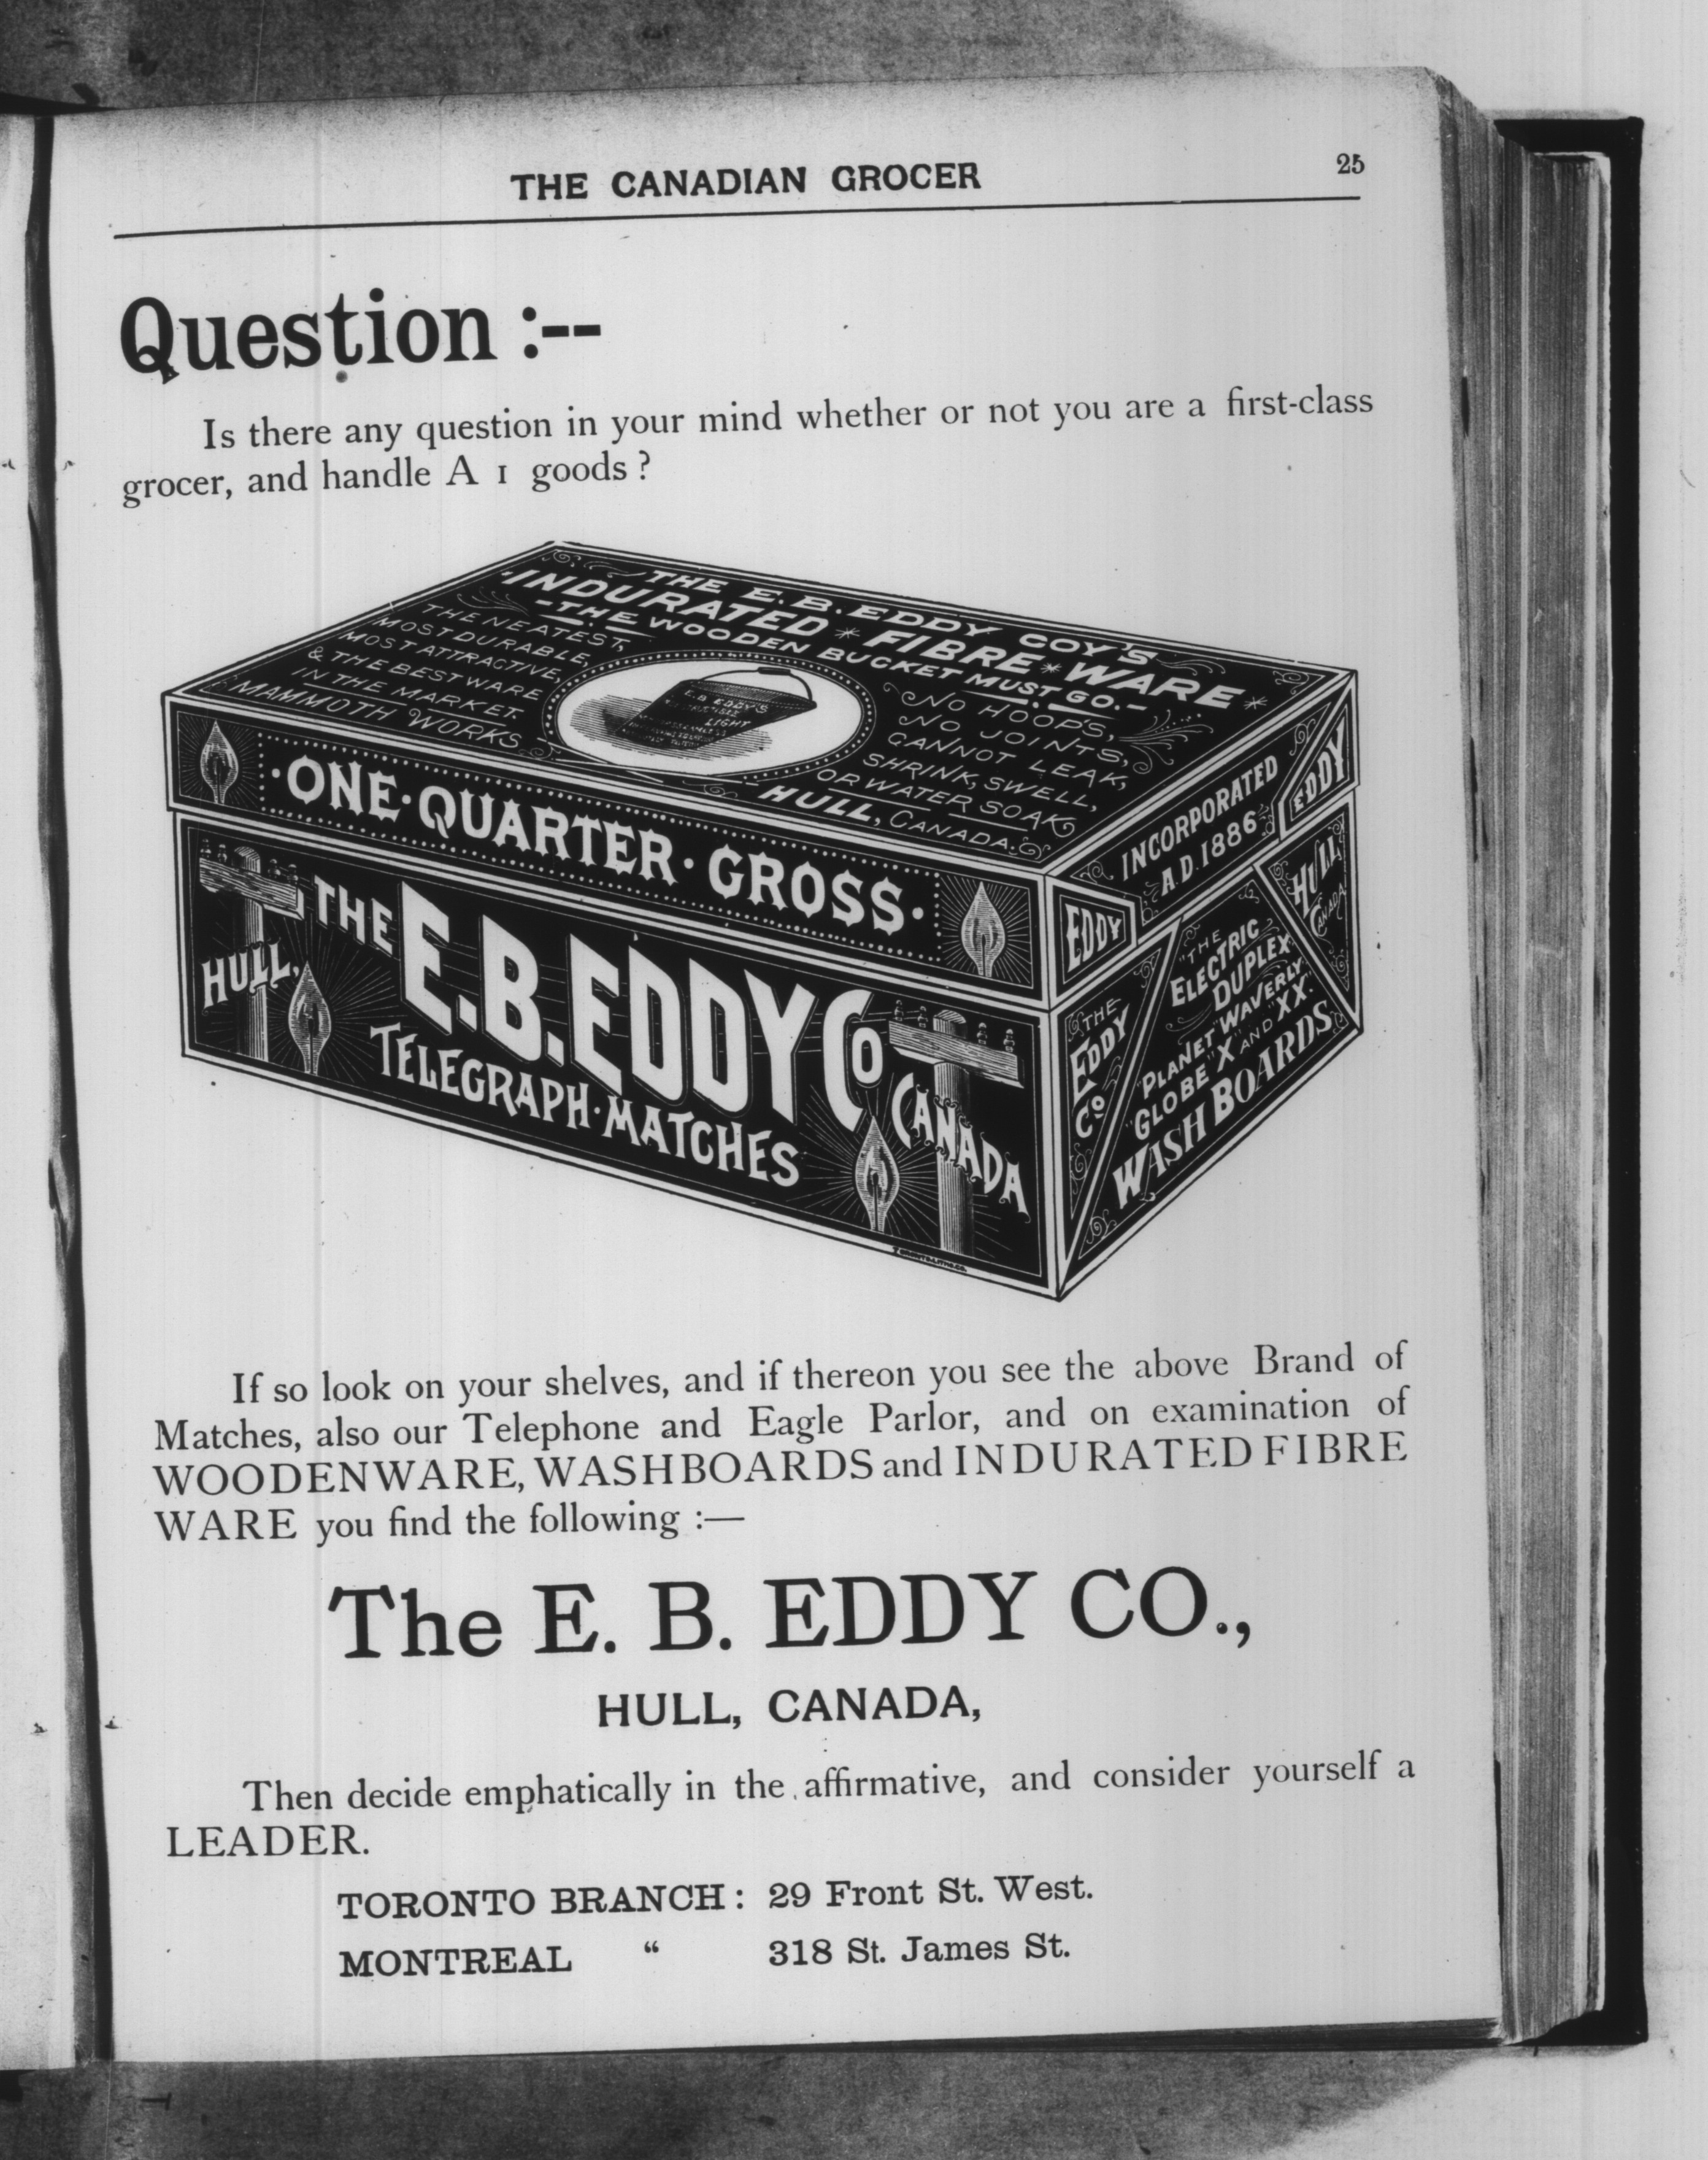 THE CANADIAN GROCER
25
Question :--
Is there any question in your mind whether or not you are a first-class
grocer, and handle A 1 goods ?
THE E.B. EDDY COY'S
INDURATED * FIBRE * WARE *
-THE WOODEN BUCKET MUST GO.-
THE NEATEST,
MOST DURABLE,
MOST ATTRACTIVE,
& THE BEST WARE
IN THE MARKET.
MAMMOTH WORKS
E.B EDDY'S
LIGHT
NO HOOPS,
NO JOINTS,
CANNOT LEAK,
SHRINK, SWELL,
OR WATER SOAK
HULL, CANADA.
·ONE·QUARTER·GROSS·
HULL,
THE E.B. EDDY Co
TELEGRAPH·MATCHES
CANADA
INCORPORATED
A.D. 1886
EDDY
EDDY
HULL
CANADA
THE
EDDY
Co
"THE
ELECTRIC
DUPLEX
"PLANET" "WAVERLY"
"GLOBE" "X" AND "XX."
WASH BOARDS
If so look on your shelves, and if thereon you see the above Brand of
Matches, also our Telephone and Eagle Parlor, and on examination of
WOODENWARE, WASHBOARDS and INDURATED FIBRE
WARE you find the following :—
The E. B. EDDY CO.,
HULL, CANADA,
Then decide emphatically in the affirmative, and consider yourself a
LEADER.
TORONTO BRANCH : 29 Front St. West.
MONTREAL " 318 St. James St.